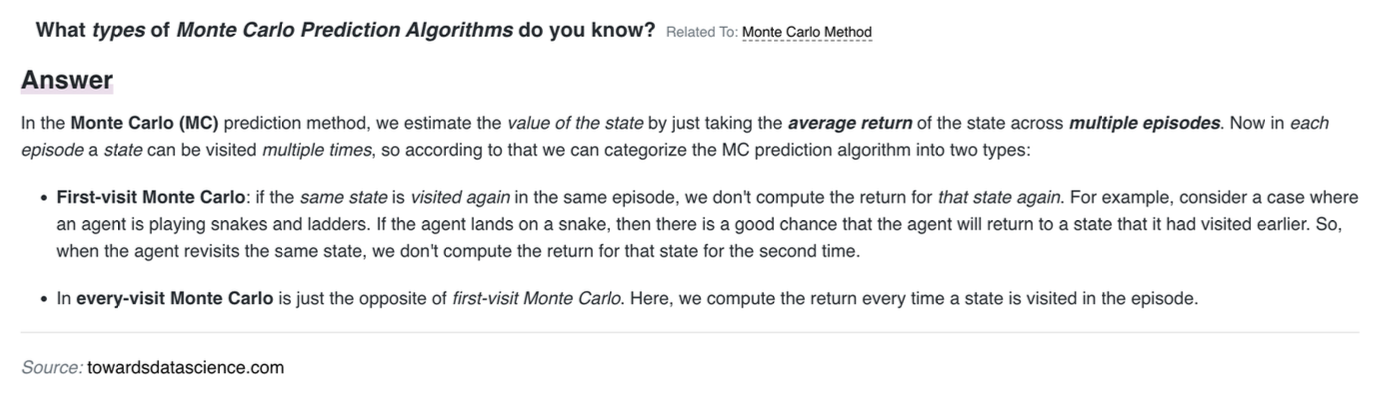 What types of Monte Carlo Prediction Algorithms do you know? Related To: Monte Carlo Method
Answer
In the Monte Carlo (MC) prediction method, we estimate the value of the state by just taking the average return of the state across multiple episodes. Now in each
episode a state can be visited multiple times, so according to that we can categorize the MC prediction algorithm into two types:
• First-visit Monte Carlo: if the same state is visited again in the same episode, we don't compute the return for that state again. For example, consider a case where
an agent is playing snakes and ladders. If the agent lands on a snake, then there is a good chance that the agent will return to a state that it had visited earlier. So,
when the agent revisits the same state, we don't compute the return for that state for the second time.
• In every-visit Monte Carlo is just the opposite of first-visit Monte Carlo. Here, we compute the return every time a state is visited in the episode.
Source: towardsdatascience.com